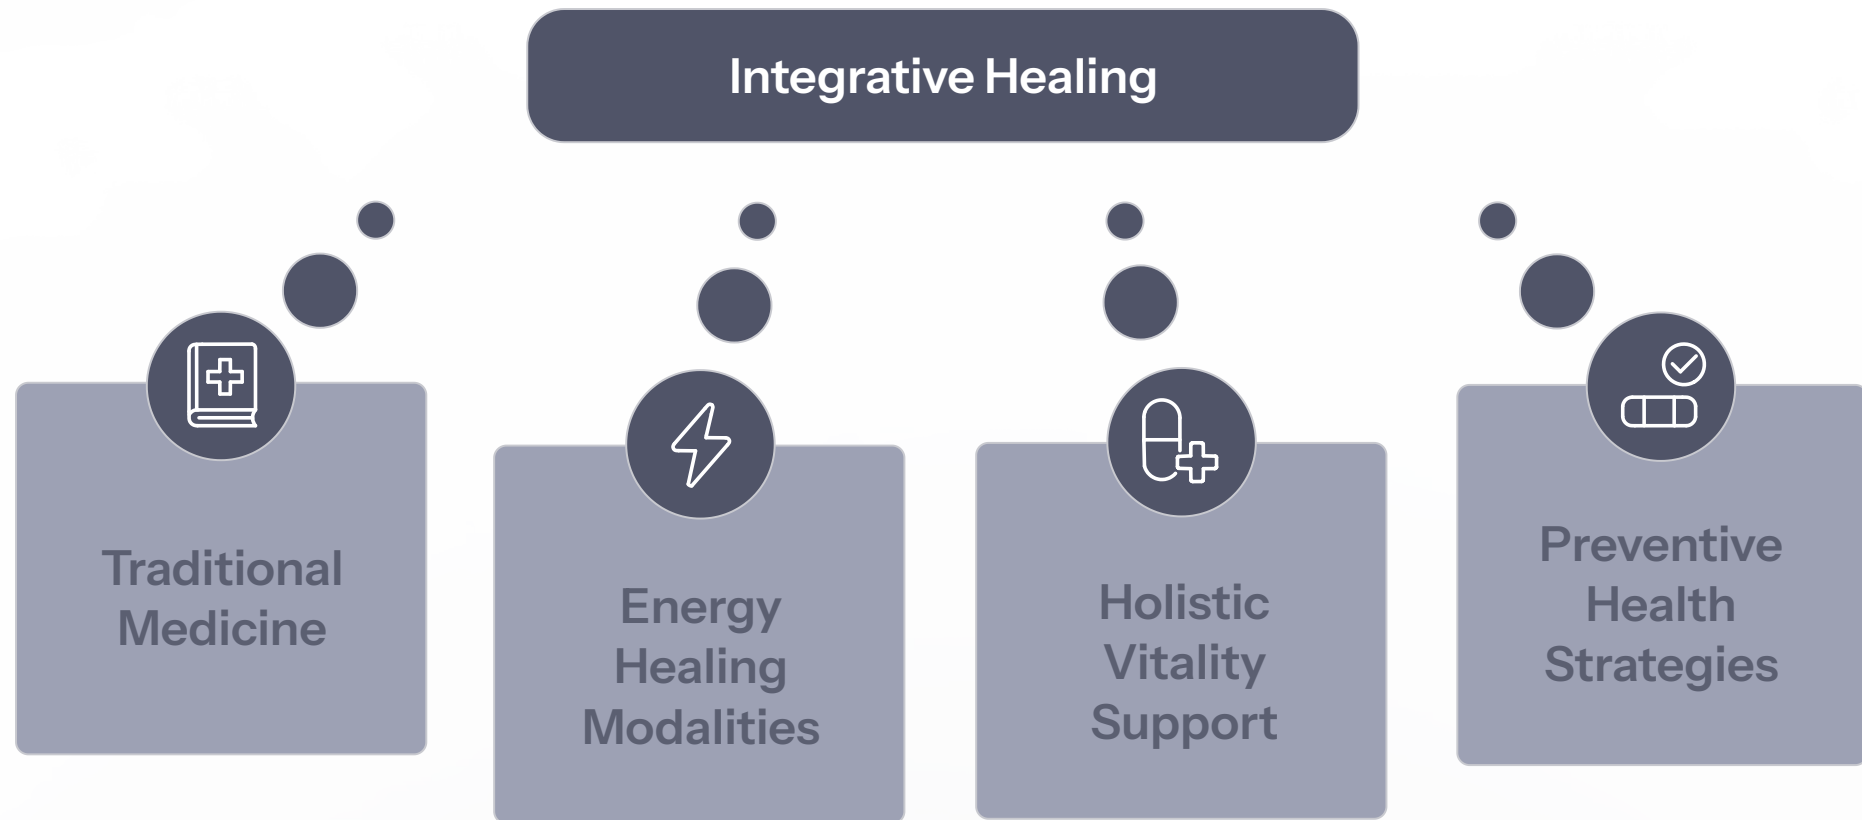 Integrative Healing
Traditional
Medicine
Energy
Healing
Modalities
Holistic
Vitality
Support
Preventive
Health
Strategies